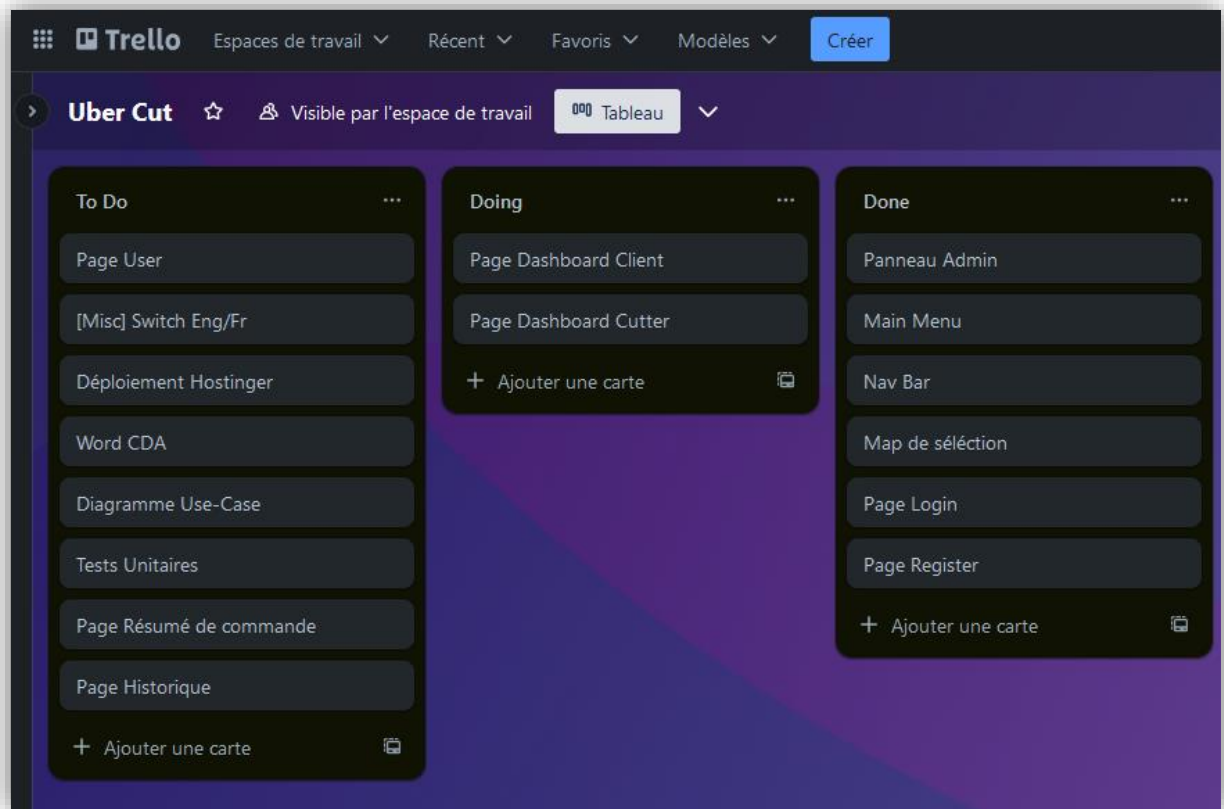 Trello Espaces de travail Récent Favoris Modèles Créer
Uber Cut Visible par l'espace de travail Tableau
To Do
Page User
[Misc] Switch Eng/Fr
Déploiement Hostinger
Word CDA
Diagramme Use-Case
Tests Unitaires
Page Résumé de commande
Page Historique
+ Ajouter une carte
Doing
Page Dashboard Client
Page Dashboard Cutter
+ Ajouter une carte
Done
Panneau Admin
Main Menu
Nav Bar
Map de séléction
Page Login
Page Register
+ Ajouter une carte